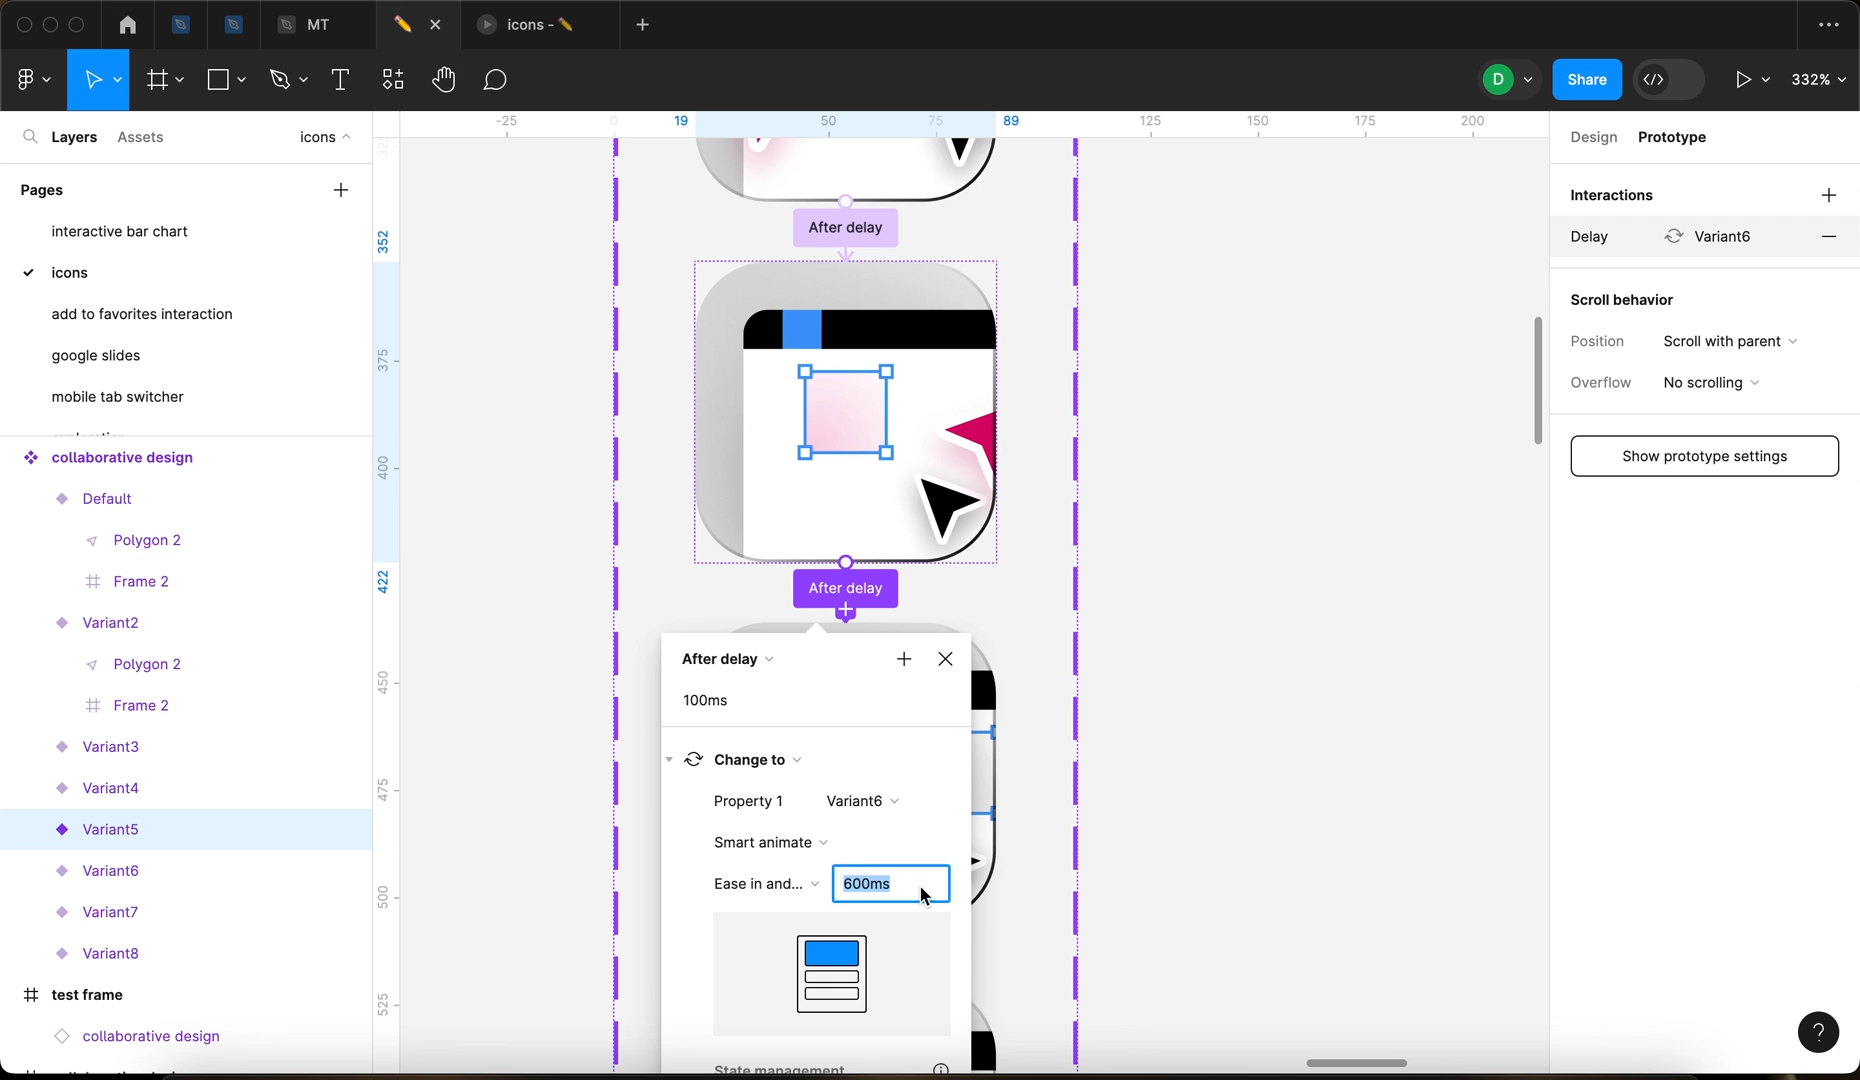 MT
icons -
D
Share
332%
Layers
Assets
icons
Pages
interactive bar chart
icons
add to favorites interaction
google slides
mobile tab switcher
collaborative design
Default
Polygon 2
Frame 2
Variant2
Polygon 2
Frame 2
Variant3
Variant4
Variant5
Variant6
Variant7
Variant8
test frame
collaborative design
-25
0
19
50
75
89
125
150
175
200
352
375
400
422
450
475
500
525
After delay
After delay
After delay
100ms
Change to
Property 1
Variant6
Smart animate
Ease in and...
600ms
State management
Design
Prototype
Interactions
Delay
Variant6
Scroll behavior
Position
Scroll with parent
Overflow
No scrolling
Show prototype settings
?